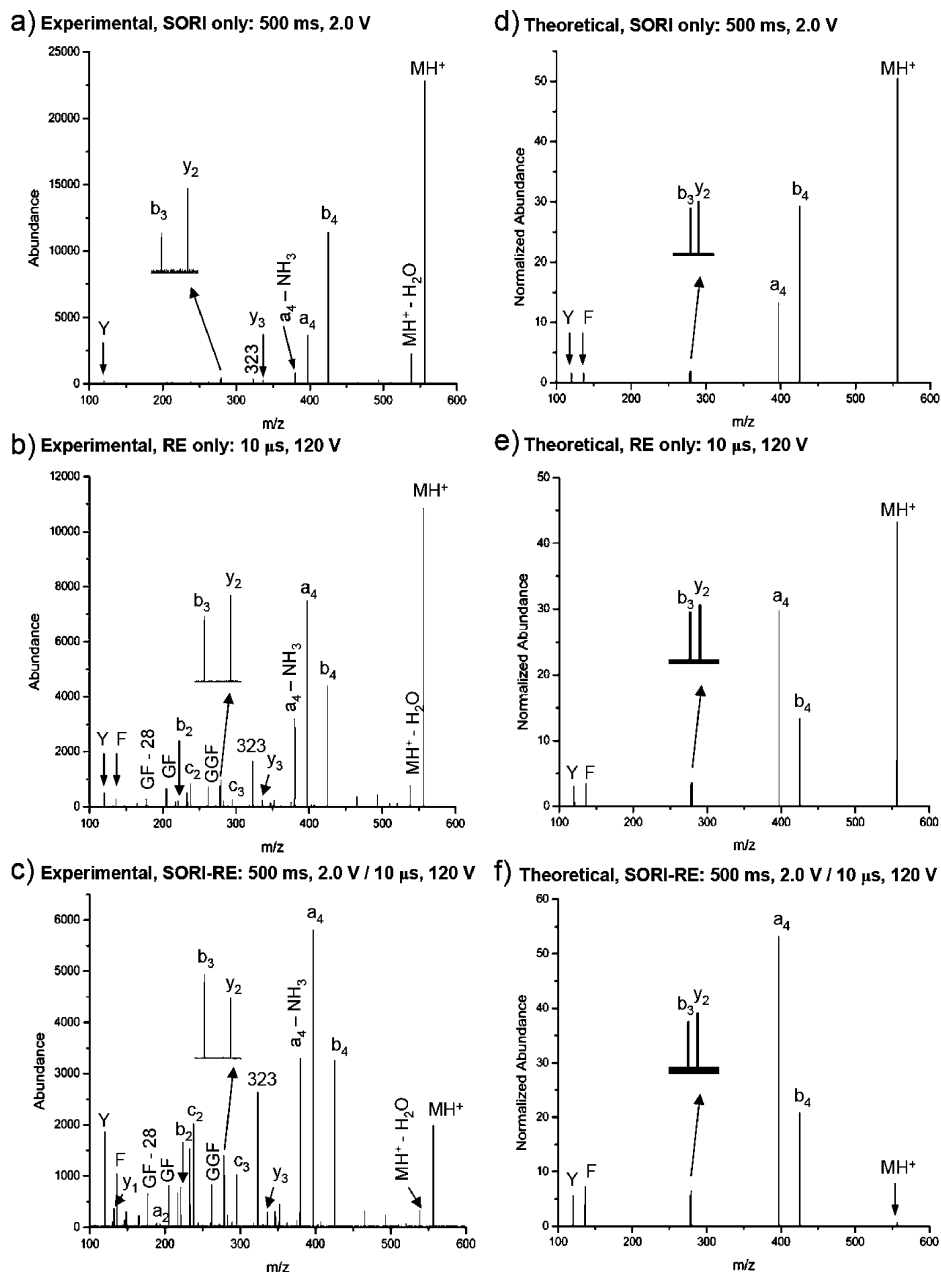 a) Experimental, SORI only: 500 ms, 2.0 V
25000
20000
15000
10000
5000
0
Abundance
100 200 300 400 500 600
m/z
Y
b3
y2
323
y3
a4 – NH3
a4
b4
MH+ - H2O
MH+
d) Theoretical, SORI only: 500 ms, 2.0 V
50
40
30
20
10
0
Normalized Abundance
100 200 300 400 500 600
m/z
Y F
b3 y2
a4
b4
MH+
b) Experimental, RE only: 10 μs, 120 V
12000
10000
8000
6000
4000
2000
0
Abundance
100 200 300 400 500 600
m/z
Y F
GF - 28
GF
b2
c2
GGF
b3
y2
c3
323
y3
a4 – NH3
a4
b4
MH+ - H2O
MH+
e) Theoretical, RE only: 10 μs, 120 V
50
40
30
20
10
0
Normalized Abundance
100 200 300 400 500 600
m/z
Y F
b3 y2
a4
b4
MH+
c) Experimental, SORI-RE: 500 ms, 2.0 V / 10 μs, 120 V
6000
5000
4000
3000
2000
1000
0
Abundance
100 200 300 400 500 600
m/z
Y
F
y1
GF - 28
a2
GF
b2
c2
GGF
b3
y2
c3
323
y3
a4 – NH3
a4
b4
MH+ - H2O
MH+
f) Theoretical, SORI-RE: 500 ms, 2.0 V / 10 μs, 120 V
60
50
40
30
20
10
0
Normalized Abundance
100 200 300 400 500 600
m/z
Y F
b3 y2
a4
b4
MH+